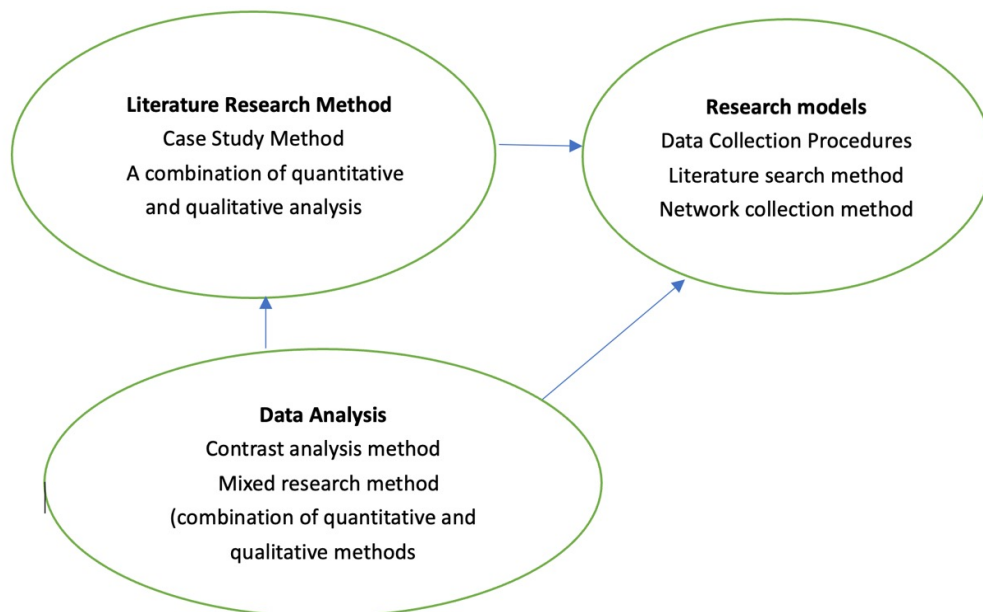 Literature Research Method
Case Study Method
A combination of quantitative
and qualitative analysis
Research models
Data Collection Procedures
Literature search method
Network collection method
Data Analysis
Contrast analysis method
Mixed research method
(combination of quantitative and
qualitative methods